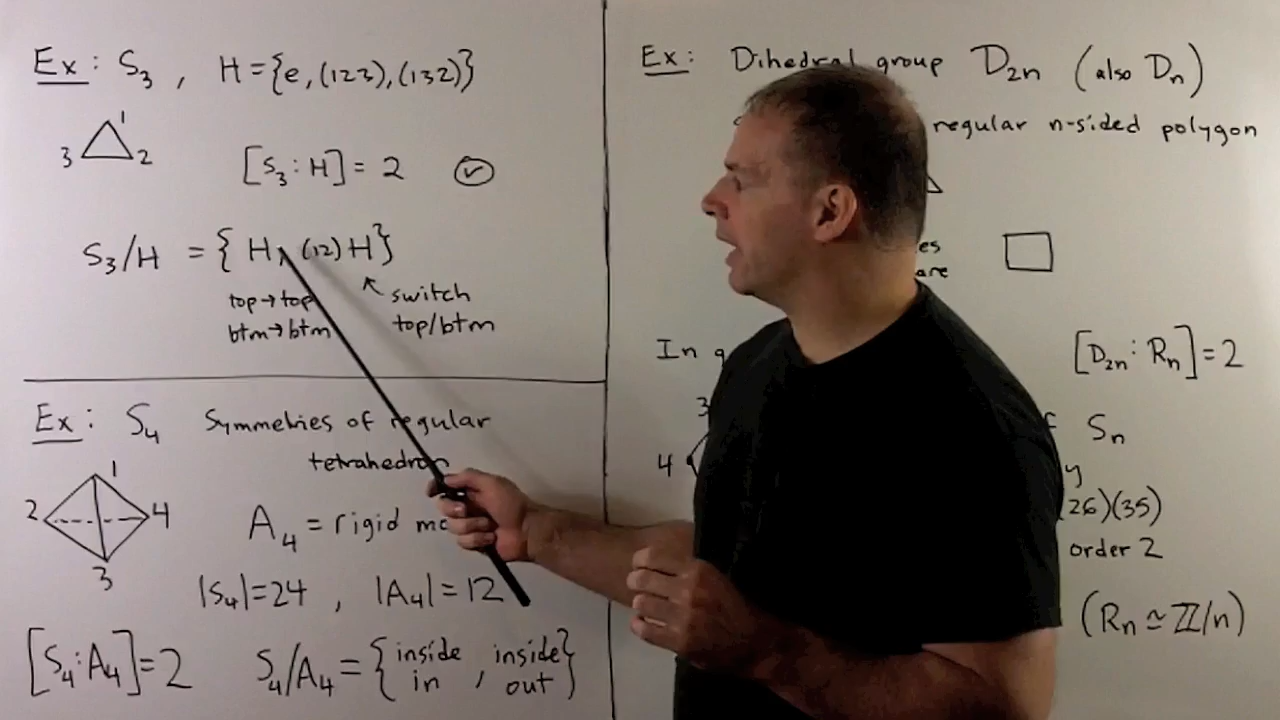 Ex: S₃, H = {e, (123), (132)}
1
3 2
[S₃ : H] = 2 ✓
S₃/H = { H, (12)H }
top → top
btm → btm
switch
top/btm
Ex: S₄ Symmetries of regular
tetrahedron
1
2 4
3
A₄ = rigid
|S₄| = 24, |A₄| = 12
[S₄ : A₄] = 2
S₄/A₄ = { inside in, inside out }
Ex: Dihedral group D₂ₙ (also Dₙ)
regular n-sided polygon
In
[D₂ₙ : Rₙ] = 2
3
4
Sₙ
26)(35)
order 2
(Rₙ ≃ ℤ/n)